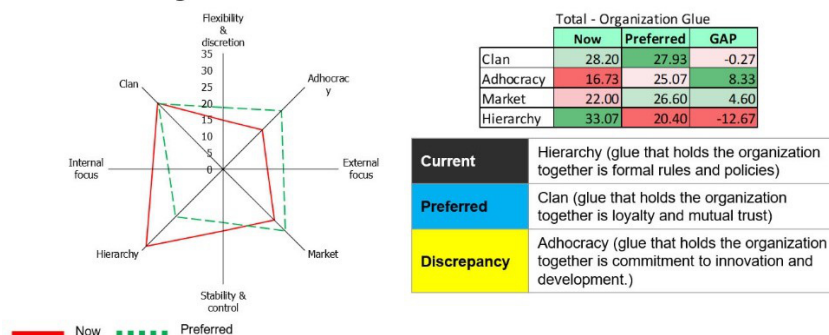 Flexibility
&
discretion
35
30
25
20
15
10
5
0
Clan
Adhocrac
y
Internal
focus
External
focus
Hierarchy
Market
Stability &
control
Now
Preferred
Total - Organization Glue
Now Preferred GAP
Clan 28.20 27.93 -0.27
Adhocracy 16.73 25.07 8.33
Market 22.00 26.60 4.60
Hierarchy 33.07 20.40 -12.67
Current
Hierarchy (glue that holds the organization
together is formal rules and policies)
Preferred
Clan (glue that holds the organization
together is loyalty and mutual trust)
Discrepancy
Adhocracy (glue that holds the organization
together is commitment to innovation and
development.)